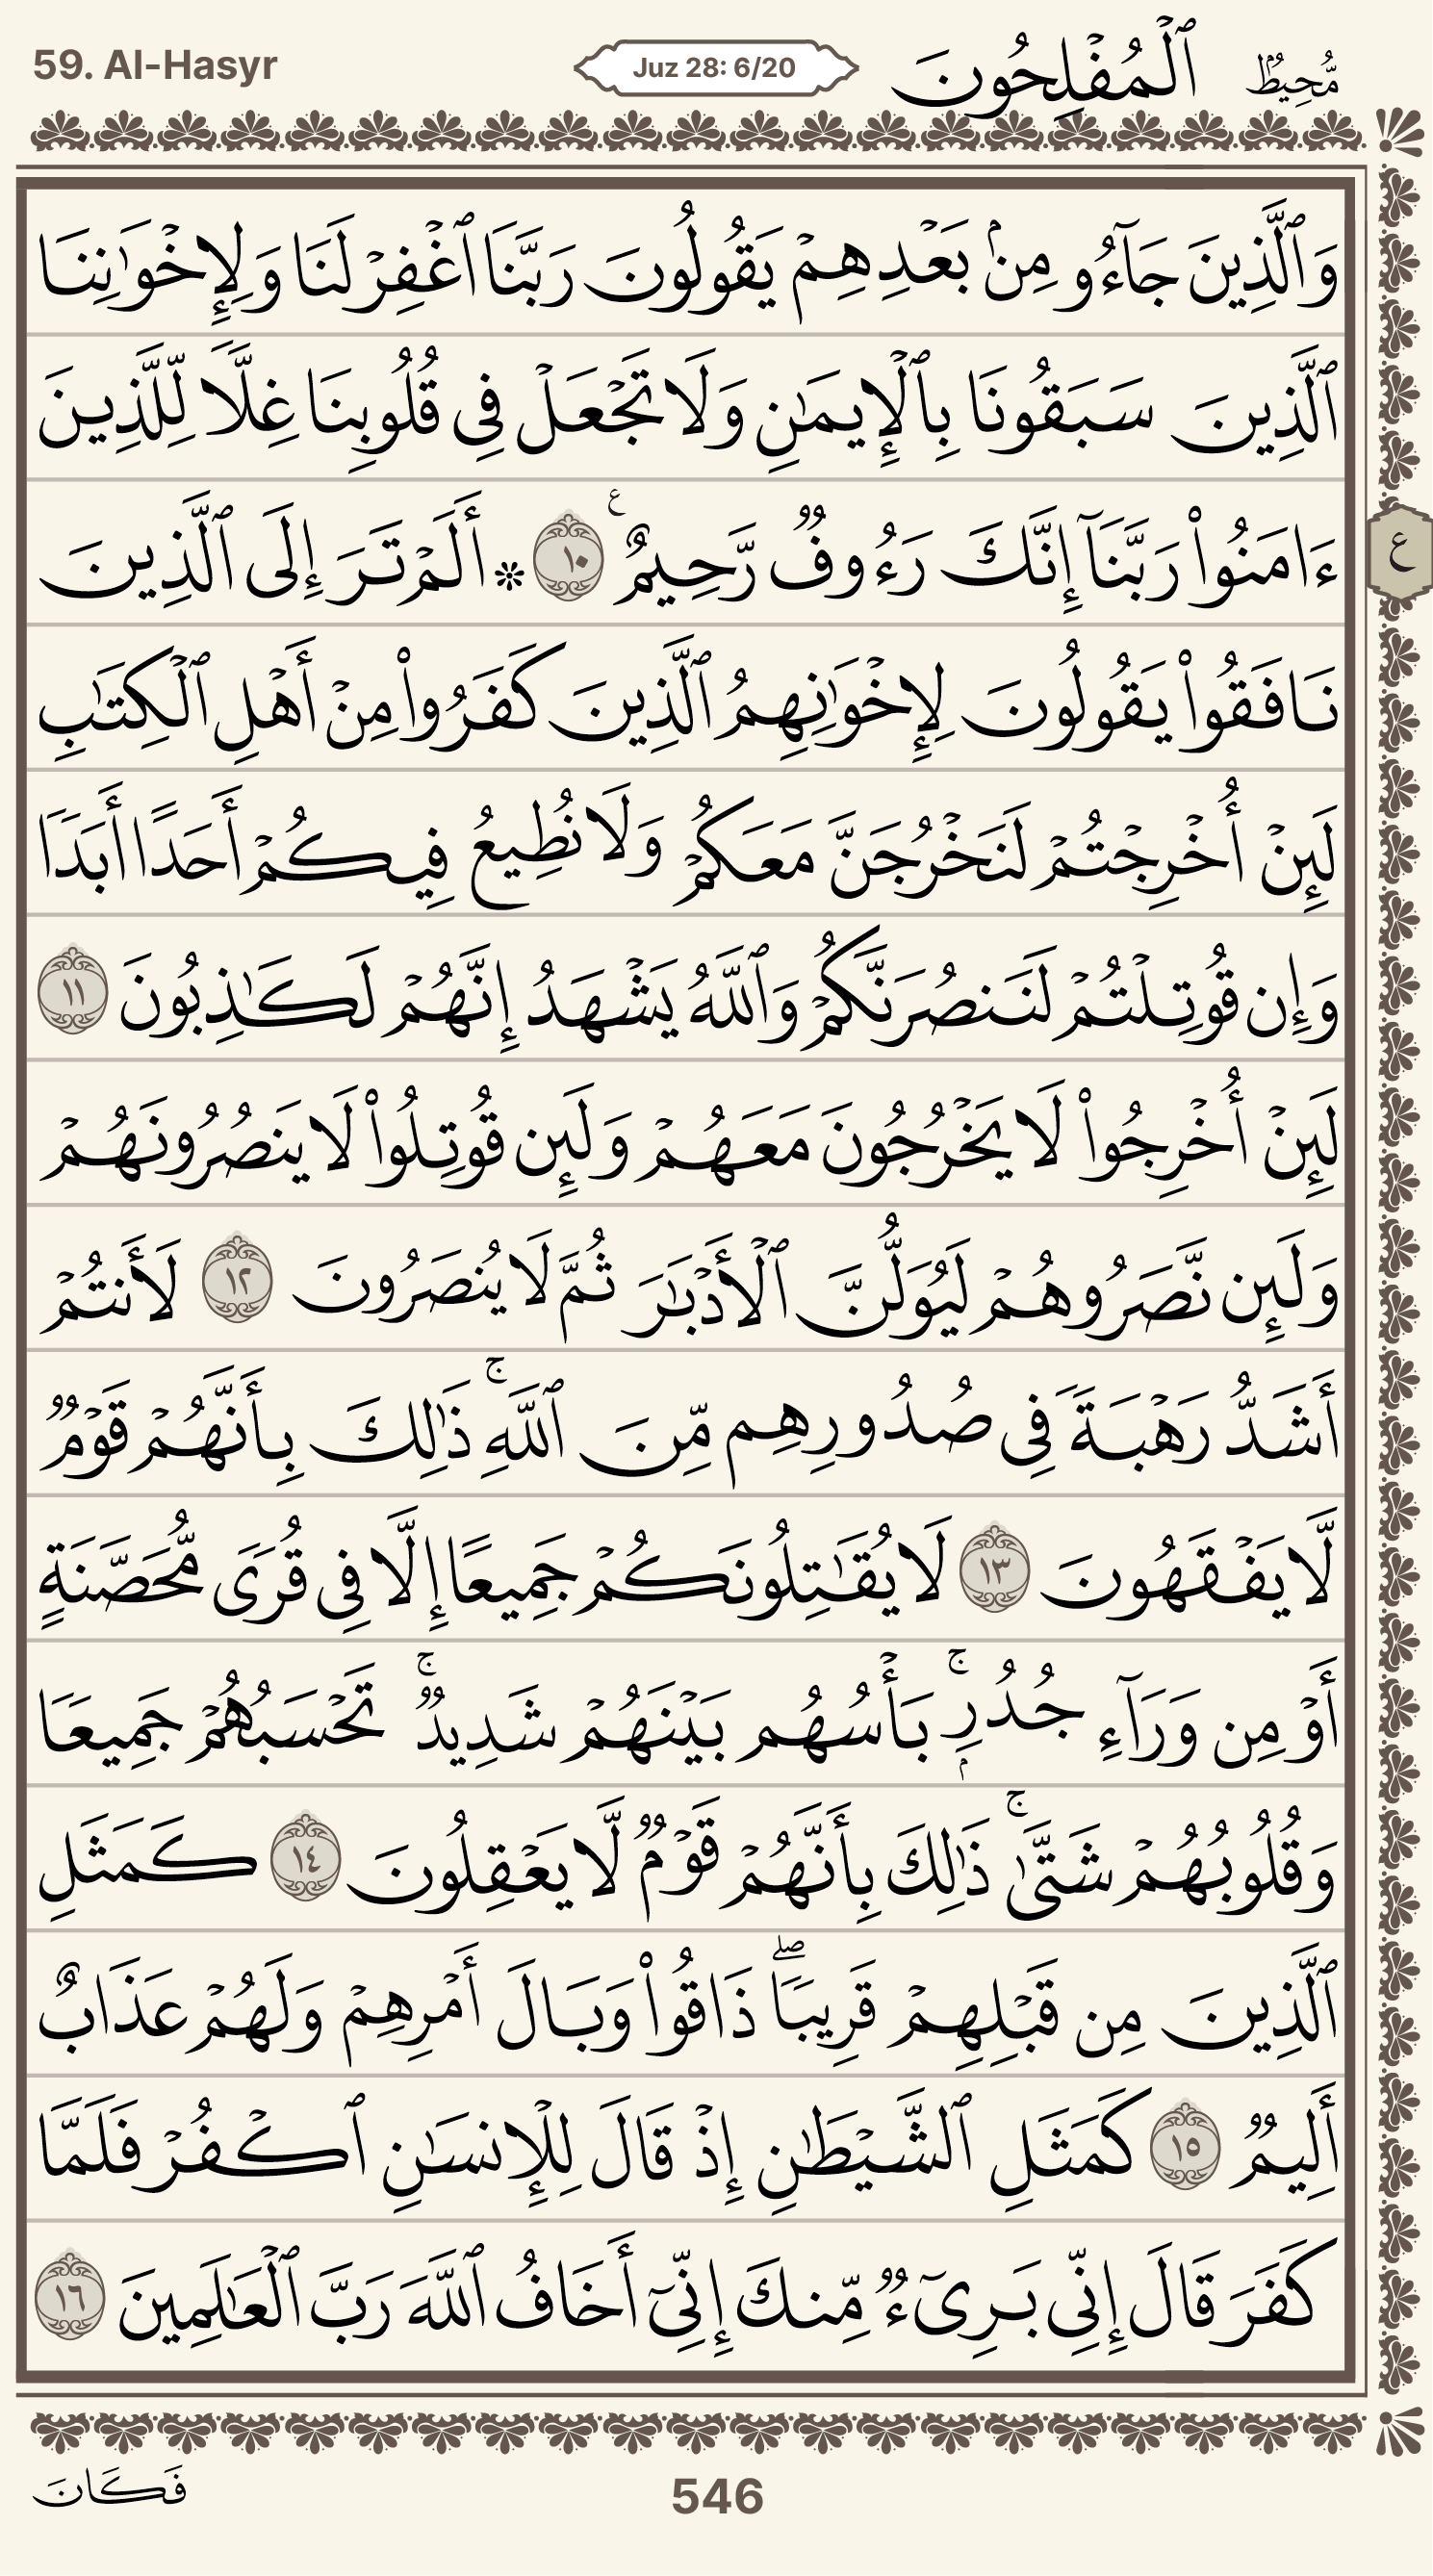 59. Al-Hasyr
Juz 28: 6/20
ٱلْمُفْلِحُونَ
مُّحِيطٌۢ
وَٱلَّذِينَ جَآءُو مِنۢ بَعْدِهِمْ يَقُولُونَ رَبَّنَا ٱغْفِرْ لَنَا وَلِإِخْوَٰنِنَا
ٱلَّذِينَ سَبَقُونَا بِٱلْإِيمَٰنِ وَلَا تَجْعَلْ فِى قُلُوبِنَا غِلًّا لِّلَّذِينَ
ءَامَنُوا۟ رَبَّنَآ إِنَّكَ رَءُوفٌ رَّحِيمٌ ۝١٠ * أَلَمْ تَرَ إِلَى ٱلَّذِينَ
ع
نَافَقُوا۟ يَقُولُونَ لِإِخْوَٰنِهِمُ ٱلَّذِينَ كَفَرُوا۟ مِنْ أَهْلِ ٱلْكِتَٰبِ
لَئِنْ أُخْرِجْتُمْ لَنَخْرُجَنَّ مَعَكُمْ وَلَا نُطِيعُ فِيكُمْ أَحَدًا أَبَدًا
وَإِن قُوتِلْتُمْ لَنَنصُرَنَّكُمْ وَٱللَّهُ يَشْهَدُ إِنَّهُمْ لَكَٰذِبُونَ ۝١١
لَئِنْ أُخْرِجُوا۟ لَا يَخْرُجُونَ مَعَهُمْ وَلَئِن قُوتِلُوا۟ لَا يَنصُرُونَهُمْ
وَلَئِن نَّصَرُوهُمْ لَيُوَلُّنَّ ٱلْأَدْبَٰرَ ثُمَّ لَا يُنصَرُونَ ۝١٢ لَأَنتُمْ
أَشَدُّ رَهْبَةً فِى صُدُورِهِم مِّنَ ٱللَّهِ ۚ ذَٰلِكَ بِأَنَّهُمْ قَوْمٌ
لَّا يَفْقَهُونَ ۝١٣ لَا يُقَٰتِلُونَكُمْ جَمِيعًا إِلَّا فِى قُرًى مُّحَصَّنَةٍ
أَوْ مِن وَرَآءِ جُدُرٍۭ ۚ بَأْسُهُم بَيْنَهُمْ شَدِيدٌ ۚ تَحْسَبُهُمْ جَمِيعًا
وَقُلُوبُهُمْ شَتَّىٰ ۚ ذَٰلِكَ بِأَنَّهُمْ قَوْمٌ لَّا يَعْقِلُونَ ۝١٤ كَمَثَلِ
ٱلَّذِينَ مِن قَبْلِهِمْ قَرِيبًا ۖ ذَاقُوا۟ وَبَالَ أَمْرِهِمْ وَلَهُمْ عَذَابٌ
أَلِيمٌ ۝١٥ كَمَثَلِ ٱلشَّيْطَٰنِ إِذْ قَالَ لِلْإِنسَٰنِ ٱكْفُرْ فَلَمَّا
كَفَرَ قَالَ إِنِّى بَرِىٓءٌ مِّنكَ إِنِّىٓ أَخَافُ ٱللَّهَ رَبَّ ٱلْعَٰلَمِينَ ۝١٦
فَكَانَ
546